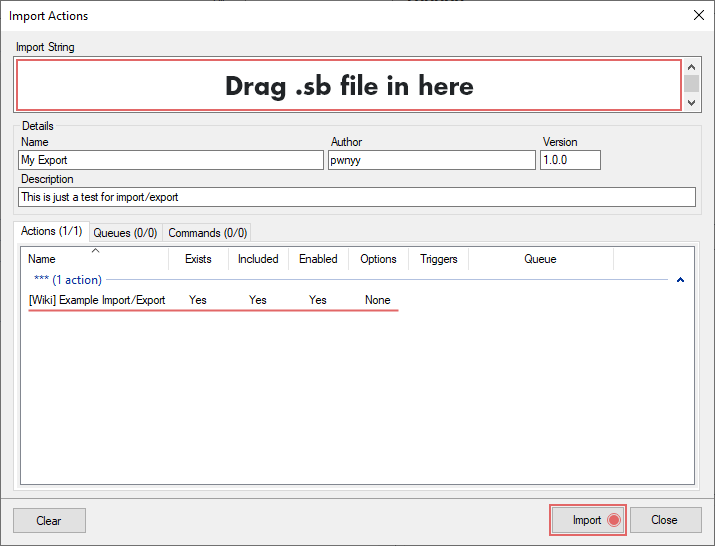 Import Actions
Import String
Drag .sb file in here
Details
Name Author Version
My Export pwnyy 1.0.0
Description
This is just a test for import/export
Actions (1/1) Queues (0/0) Commands (0/0)
Name Exists Included Enabled Options Triggers Queue
*** (1 action)
[Wiki] Example Import/Export Yes Yes Yes None
Clear Import Close